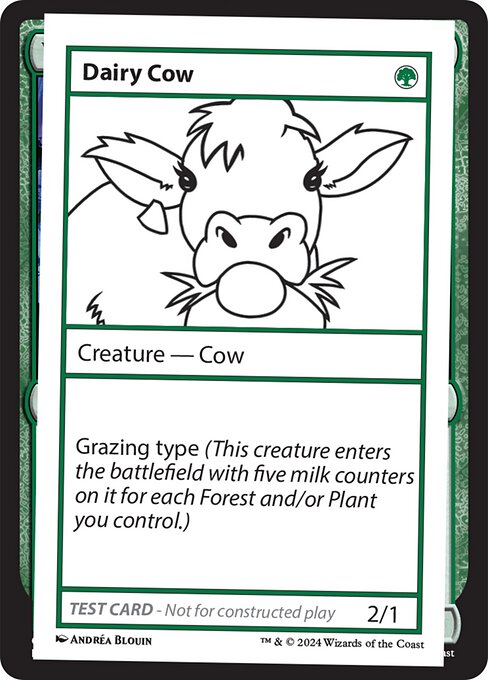 Dairy Cow
Creature — Cow
Grazing type (This creature enters
the battlefield with five milk counters
on it for each Forest and/or Plant
you control.)
TEST CARD - Not for constructed play
2/1
Andréa Blouin
™ & © 2024 Wizards of the Coast
ast